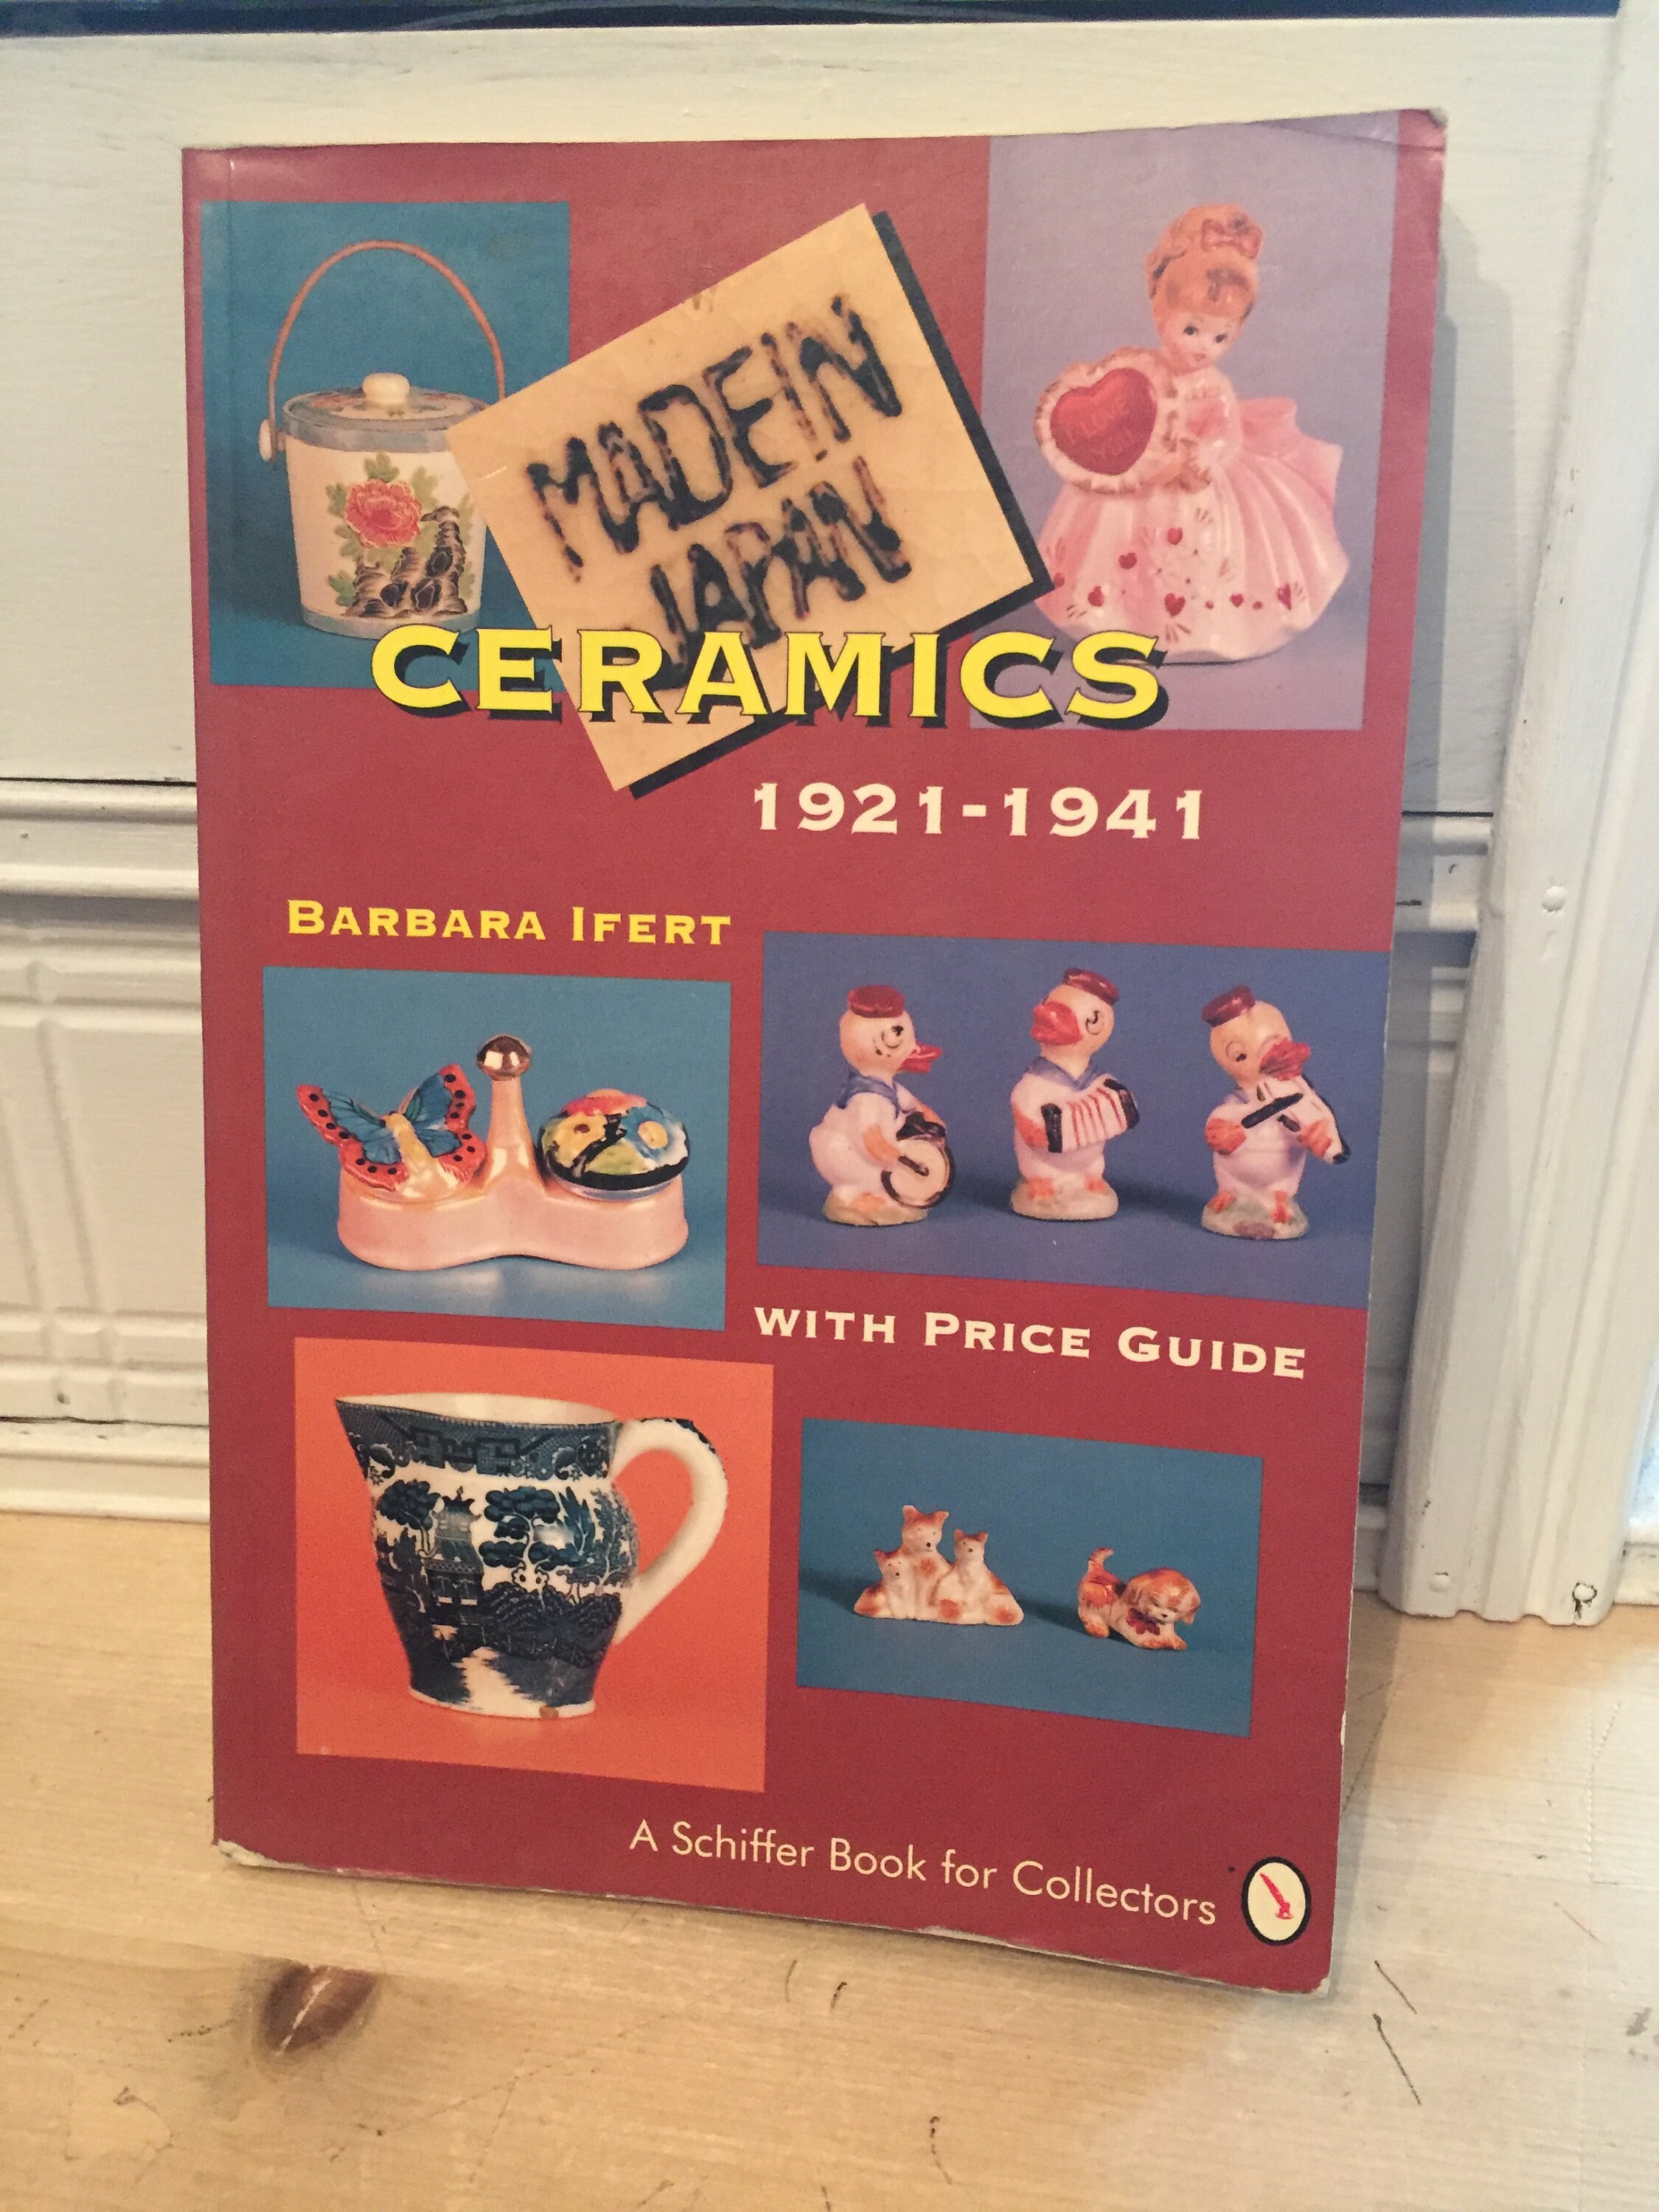 MADE IN
JAPAN
CERAMICS
1921-1941
BARBARA IFERT
WITH PRICE GUIDE
A Schiffer Book for Collectors